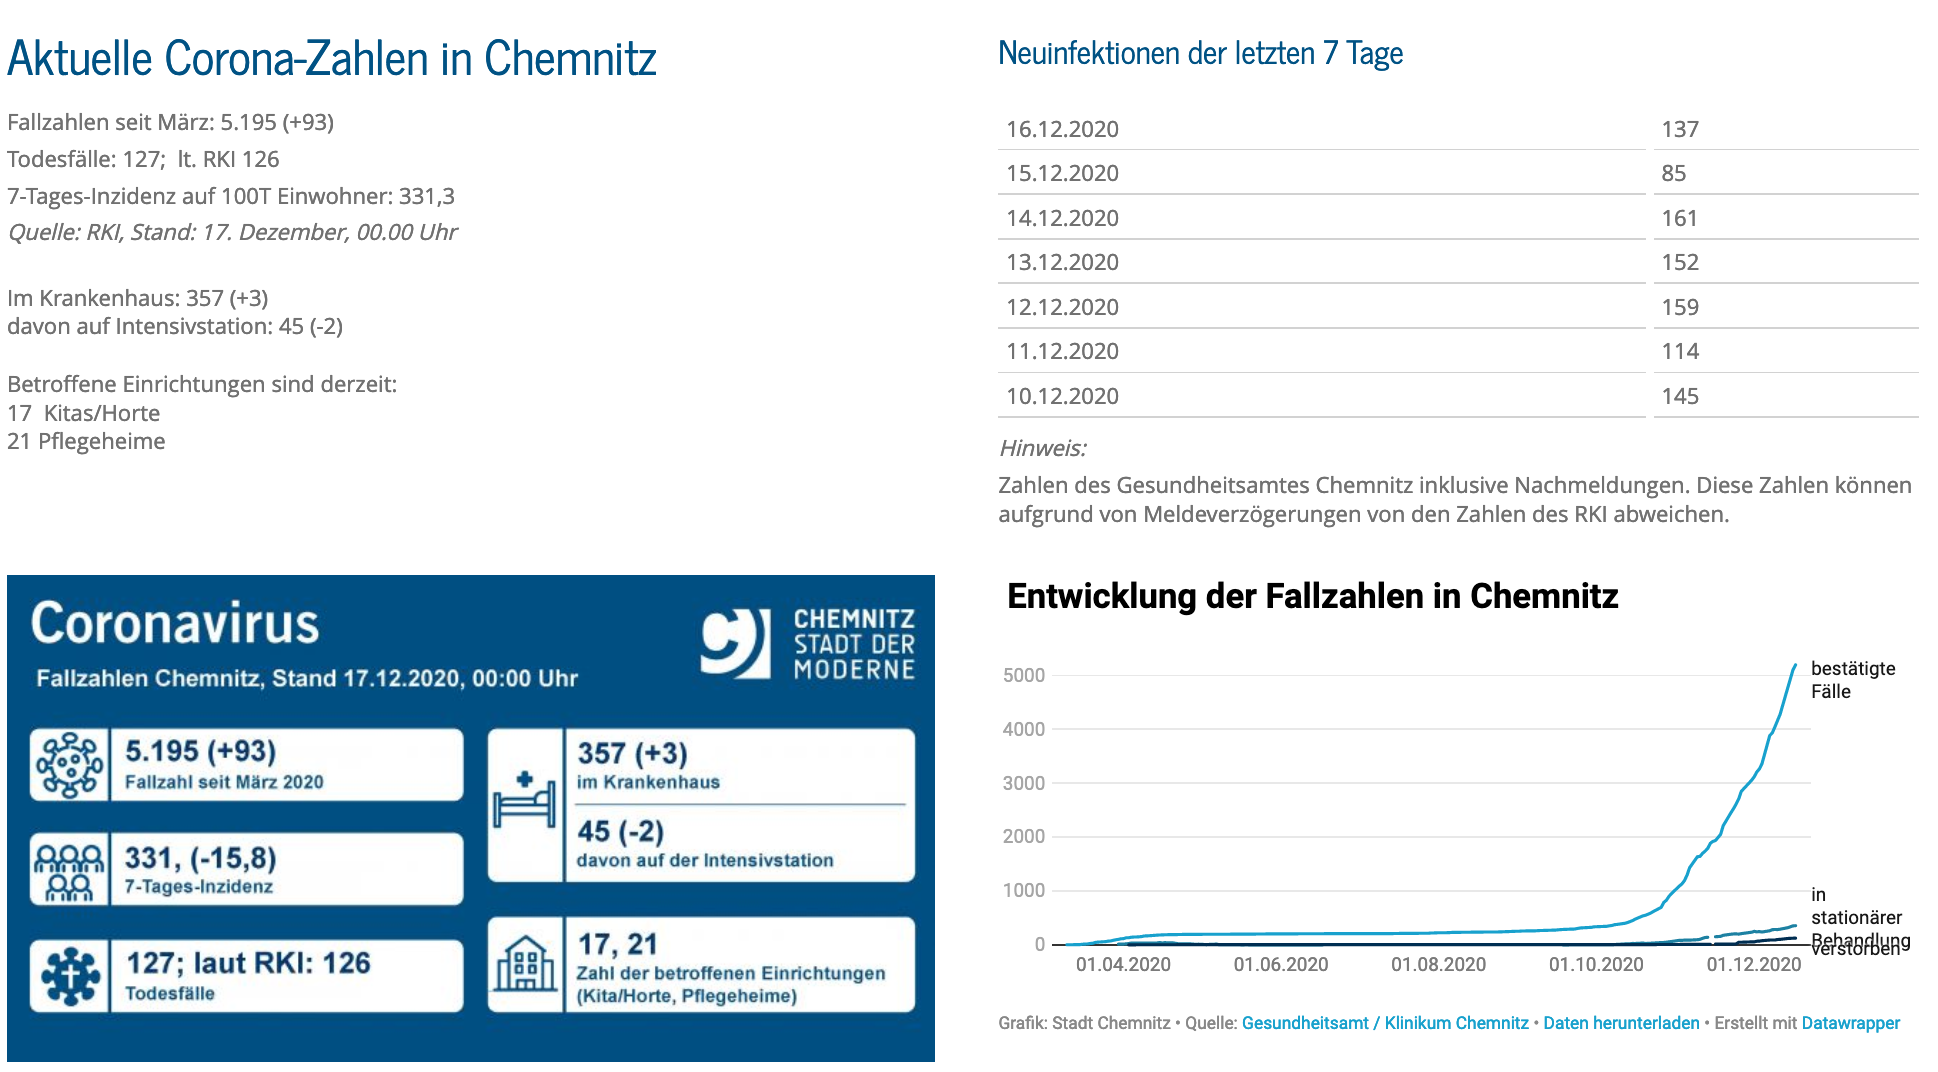 Aktuelle Corona-Zahlen in Chemnitz
Fallzahlen seit März: 5.195 (+93)
Todesfälle: 127;  lt. RKI 126
7-Tages-Inzidenz auf 100T Einwohner: 331,3
Quelle: RKI, Stand: 17. Dezember, 00.00 Uhr
Im Krankenhaus: 357 (+3)
davon auf Intensivstation: 45 (-2)
Betroffene Einrichtungen sind derzeit:
17  Kitas/Horte
21 Pflegeheime
Neuinfektionen der letzten 7 Tage
16.12.2020 137
15.12.2020 85
14.12.2020 161
13.12.2020 152
12.12.2020 159
11.12.2020 114
10.12.2020 145
Hinweis:
Zahlen des Gesundheitsamtes Chemnitz inklusive Nachmeldungen. Diese Zahlen können
aufgrund von Meldeverzögerungen von den Zahlen des RKI abweichen.
Coronavirus
Fallzahlen Chemnitz, Stand 17.12.2020, 00:00 Uhr
CHEMNITZ
STADT DER
MODERNE
5.195 (+93)
Fallzahl seit März 2020
331, (-15,8)
7-Tages-Inzidenz
127; laut RKI: 126
Todesfälle
357 (+3)
im Krankenhaus
45 (-2)
davon auf der Intensivstation
17, 21
Zahl der betroffenen Einrichtungen
(Kita/Horte, Pflegeheime)
Entwicklung der Fallzahlen in Chemnitz
5000
4000
3000
2000
1000
0
bestätigte
Fälle
in
stationärer
Behandlung
verstorben
01.04.2020 01.06.2020 01.08.2020 01.10.2020 01.12.2020
Grafik: Stadt Chemnitz • Quelle: Gesundheitsamt / Klinikum Chemnitz • Daten herunterladen • Erstellt mit Datawrapper